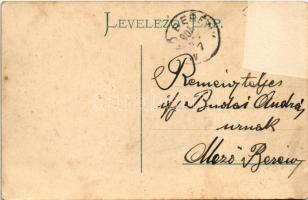 LEVELEZŐ LAP.
Reményteljes
ifj Budai András
urnak
Mező Berény